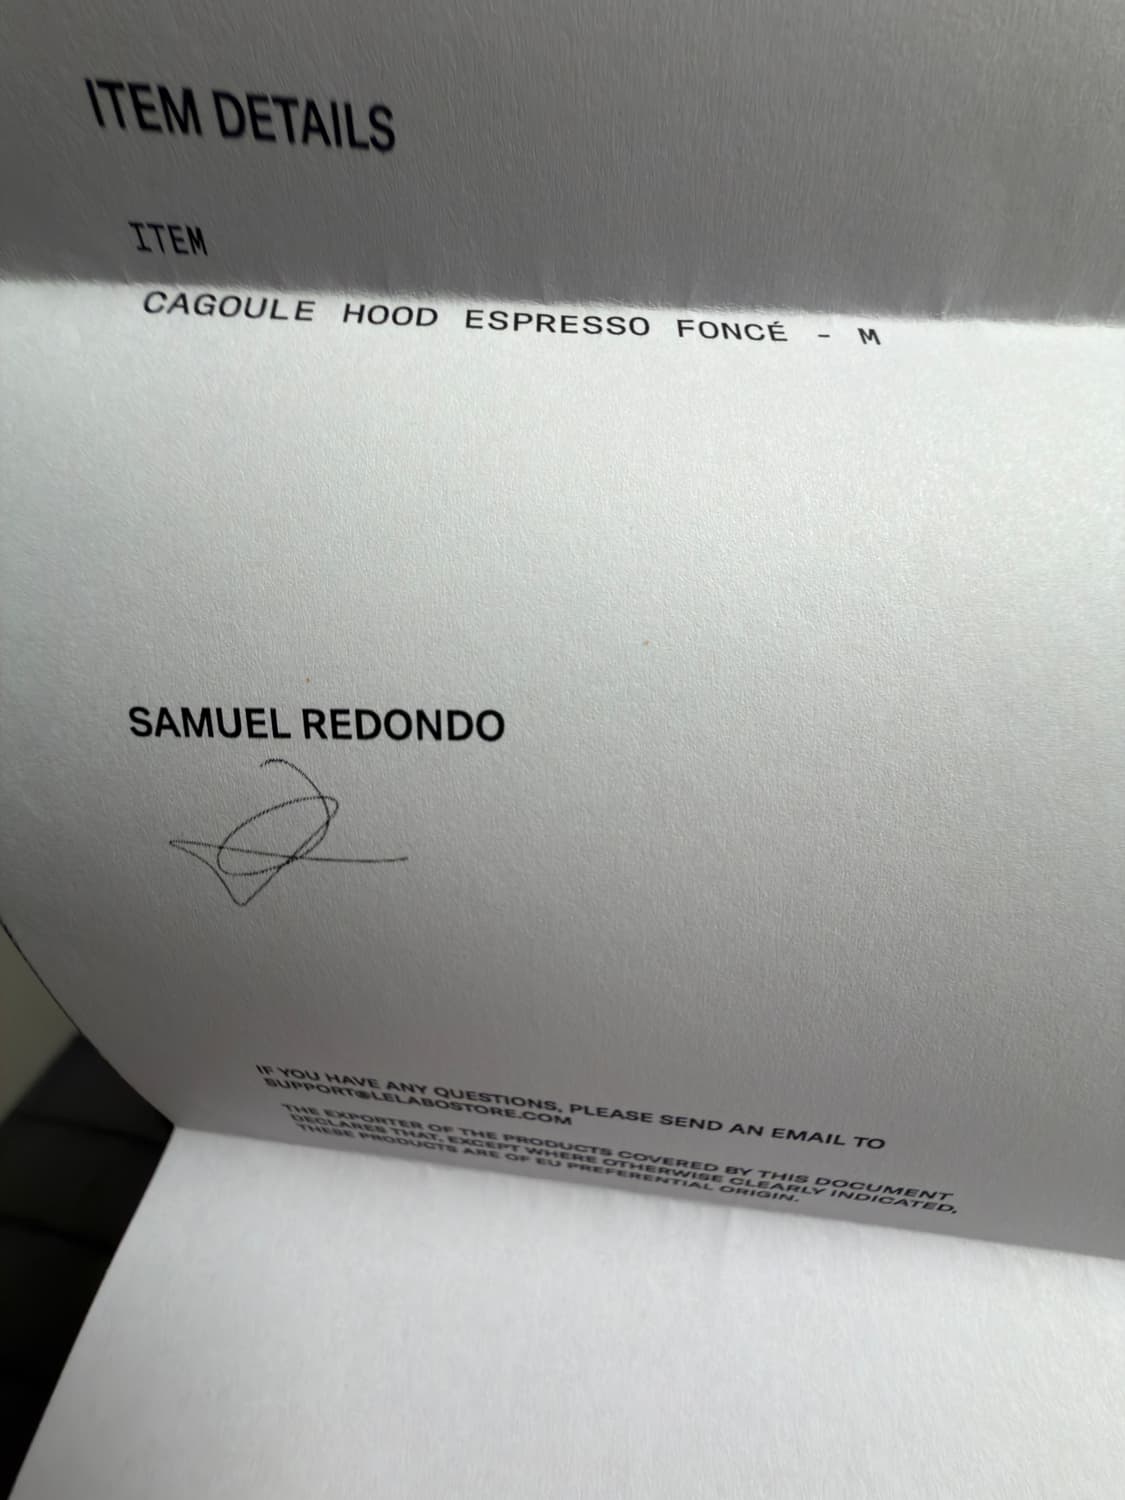 ITEM DETAILS
ITEM
CAGOULE HOOD ESPRESSO FONCÉ - M
SAMUEL REDONDO
IF YOU HAVE ANY QUESTIONS, PLEASE SEND AN EMAIL TO
SUPPORT@LELABOSTORE.COM
THE EXPORTER OF THE PRODUCTS COVERED BY THIS DOCUMENT
DECLARES THAT, EXCEPT WHERE OTHERWISE CLEARLY INDICATED,
THESE PRODUCTS ARE OF EU PREFERENTIAL ORIGIN.